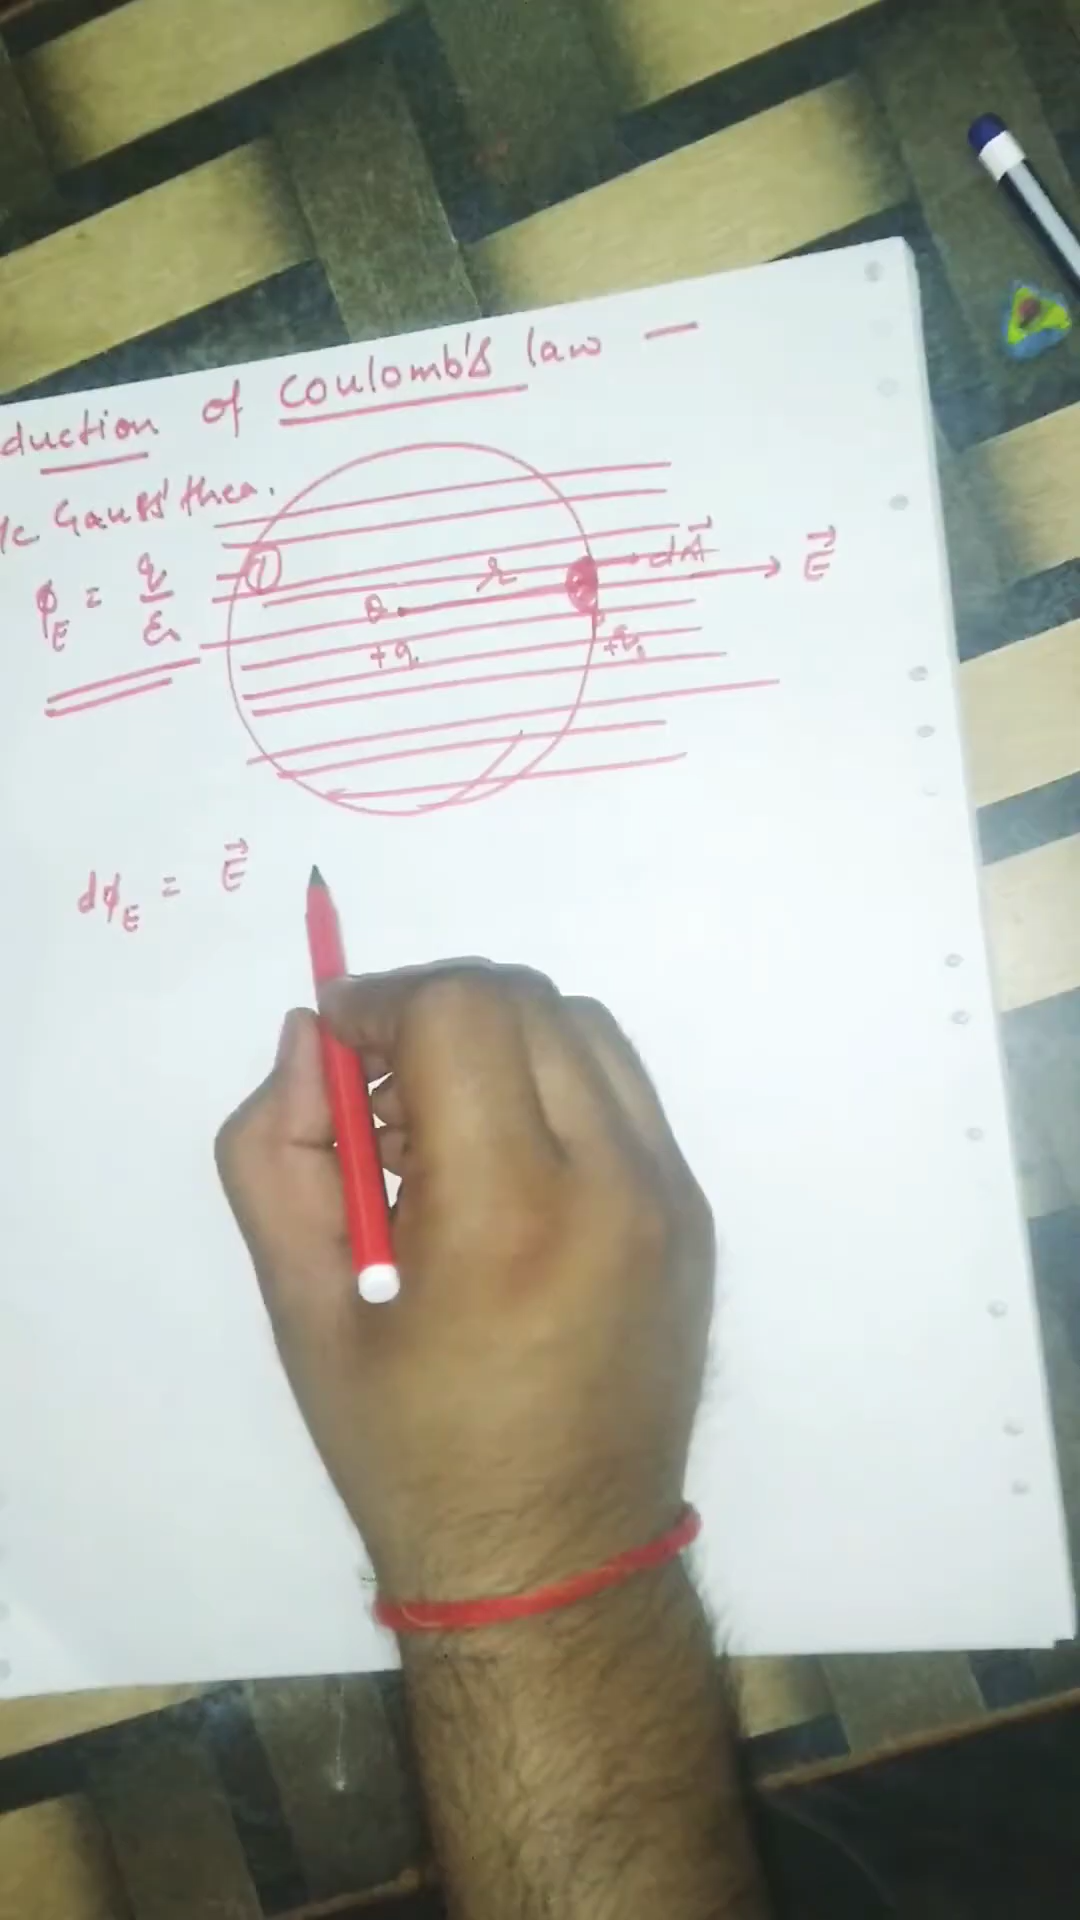 duction of Coulomb's law —
Gauss' theo.
ϕE = q/ε₀ ①
r dA⃗ E⃗
O
+q +q₀
dϕE = E⃗